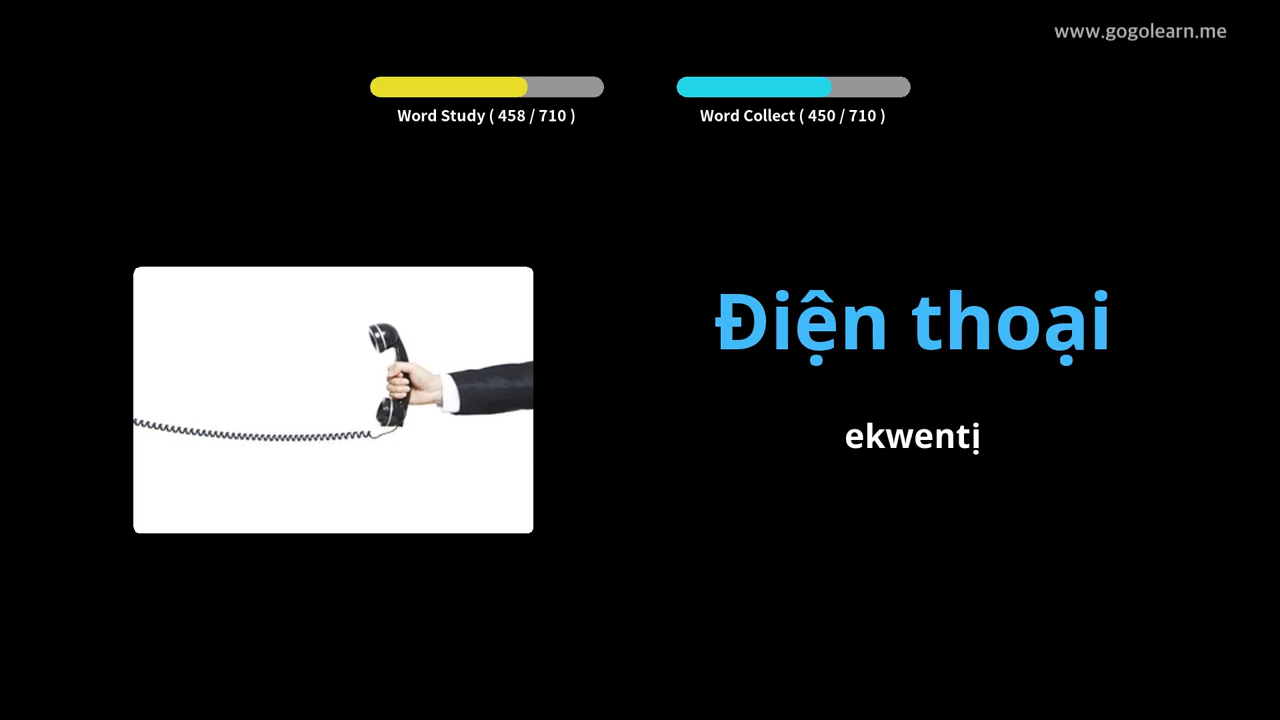 www.gogolearn.me
Word Study ( 458 / 710 )
Word Collect ( 450 / 710 )
Điện thoại
ekwentị